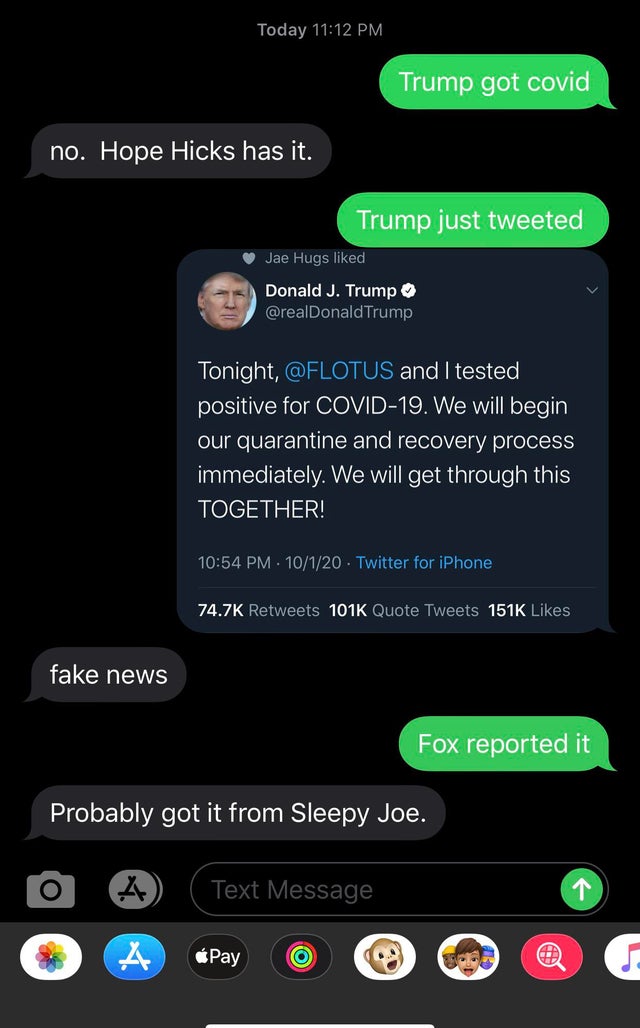 Today 11:12 PM
Trump got covid
no.  Hope Hicks has it.
Trump just tweeted
Jae Hugs liked
Donald J. Trump
@realDonaldTrump
Tonight, @FLOTUS and I tested
positive for COVID-19. We will begin
our quarantine and recovery process
immediately. We will get through this
TOGETHER!
10:54 PM · 10/1/20 · Twitter for iPhone
74.7K Retweets 101K Quote Tweets 151K Likes
fake news
Fox reported it
Probably got it from Sleepy Joe.
Text Message
Pay